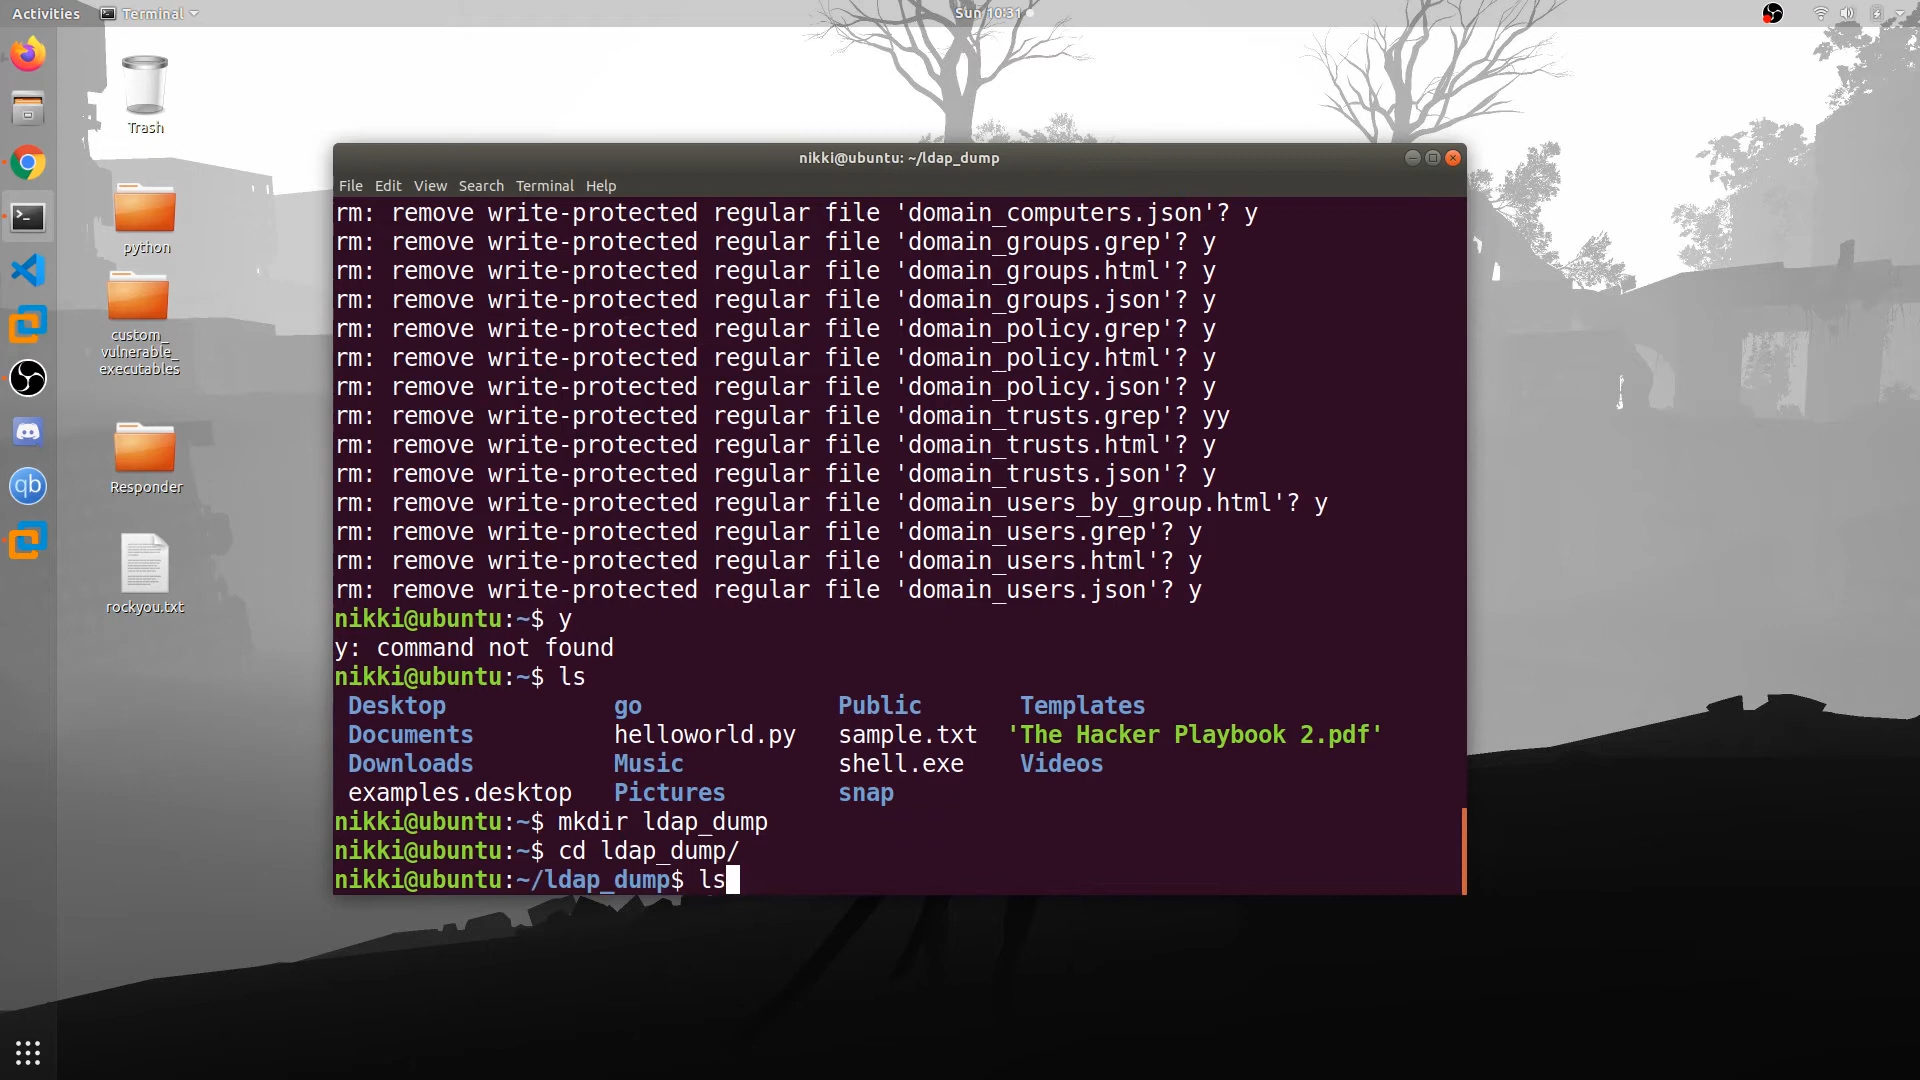 Activities
Terminal
Sun 10:31
Trash
python
custom_
vulnerable_
executables
Responder
rockyou.txt
qb
nikki@ubuntu: ~/ldap_dump
File Edit View Search Terminal Help
rm: remove write-protected regular file 'domain_computers.json'? y
rm: remove write-protected regular file 'domain_groups.grep'? y
rm: remove write-protected regular file 'domain_groups.html'? y
rm: remove write-protected regular file 'domain_groups.json'? y
rm: remove write-protected regular file 'domain_policy.grep'? y
rm: remove write-protected regular file 'domain_policy.html'? y
rm: remove write-protected regular file 'domain_policy.json'? y
rm: remove write-protected regular file 'domain_trusts.grep'? yy
rm: remove write-protected regular file 'domain_trusts.html'? y
rm: remove write-protected regular file 'domain_trusts.json'? y
rm: remove write-protected regular file 'domain_users_by_group.html'? y
rm: remove write-protected regular file 'domain_users.grep'? y
rm: remove write-protected regular file 'domain_users.html'? y
rm: remove write-protected regular file 'domain_users.json'? y
nikki@ubuntu:~$ y
y: command not found
nikki@ubuntu:~$ ls
Desktop go Public Templates
Documents helloworld.py sample.txt 'The Hacker Playbook 2.pdf'
Downloads Music shell.exe Videos
examples.desktop Pictures snap
nikki@ubuntu:~$ mkdir ldap_dump
nikki@ubuntu:~$ cd ldap_dump/
nikki@ubuntu:~/ldap_dump$ ls